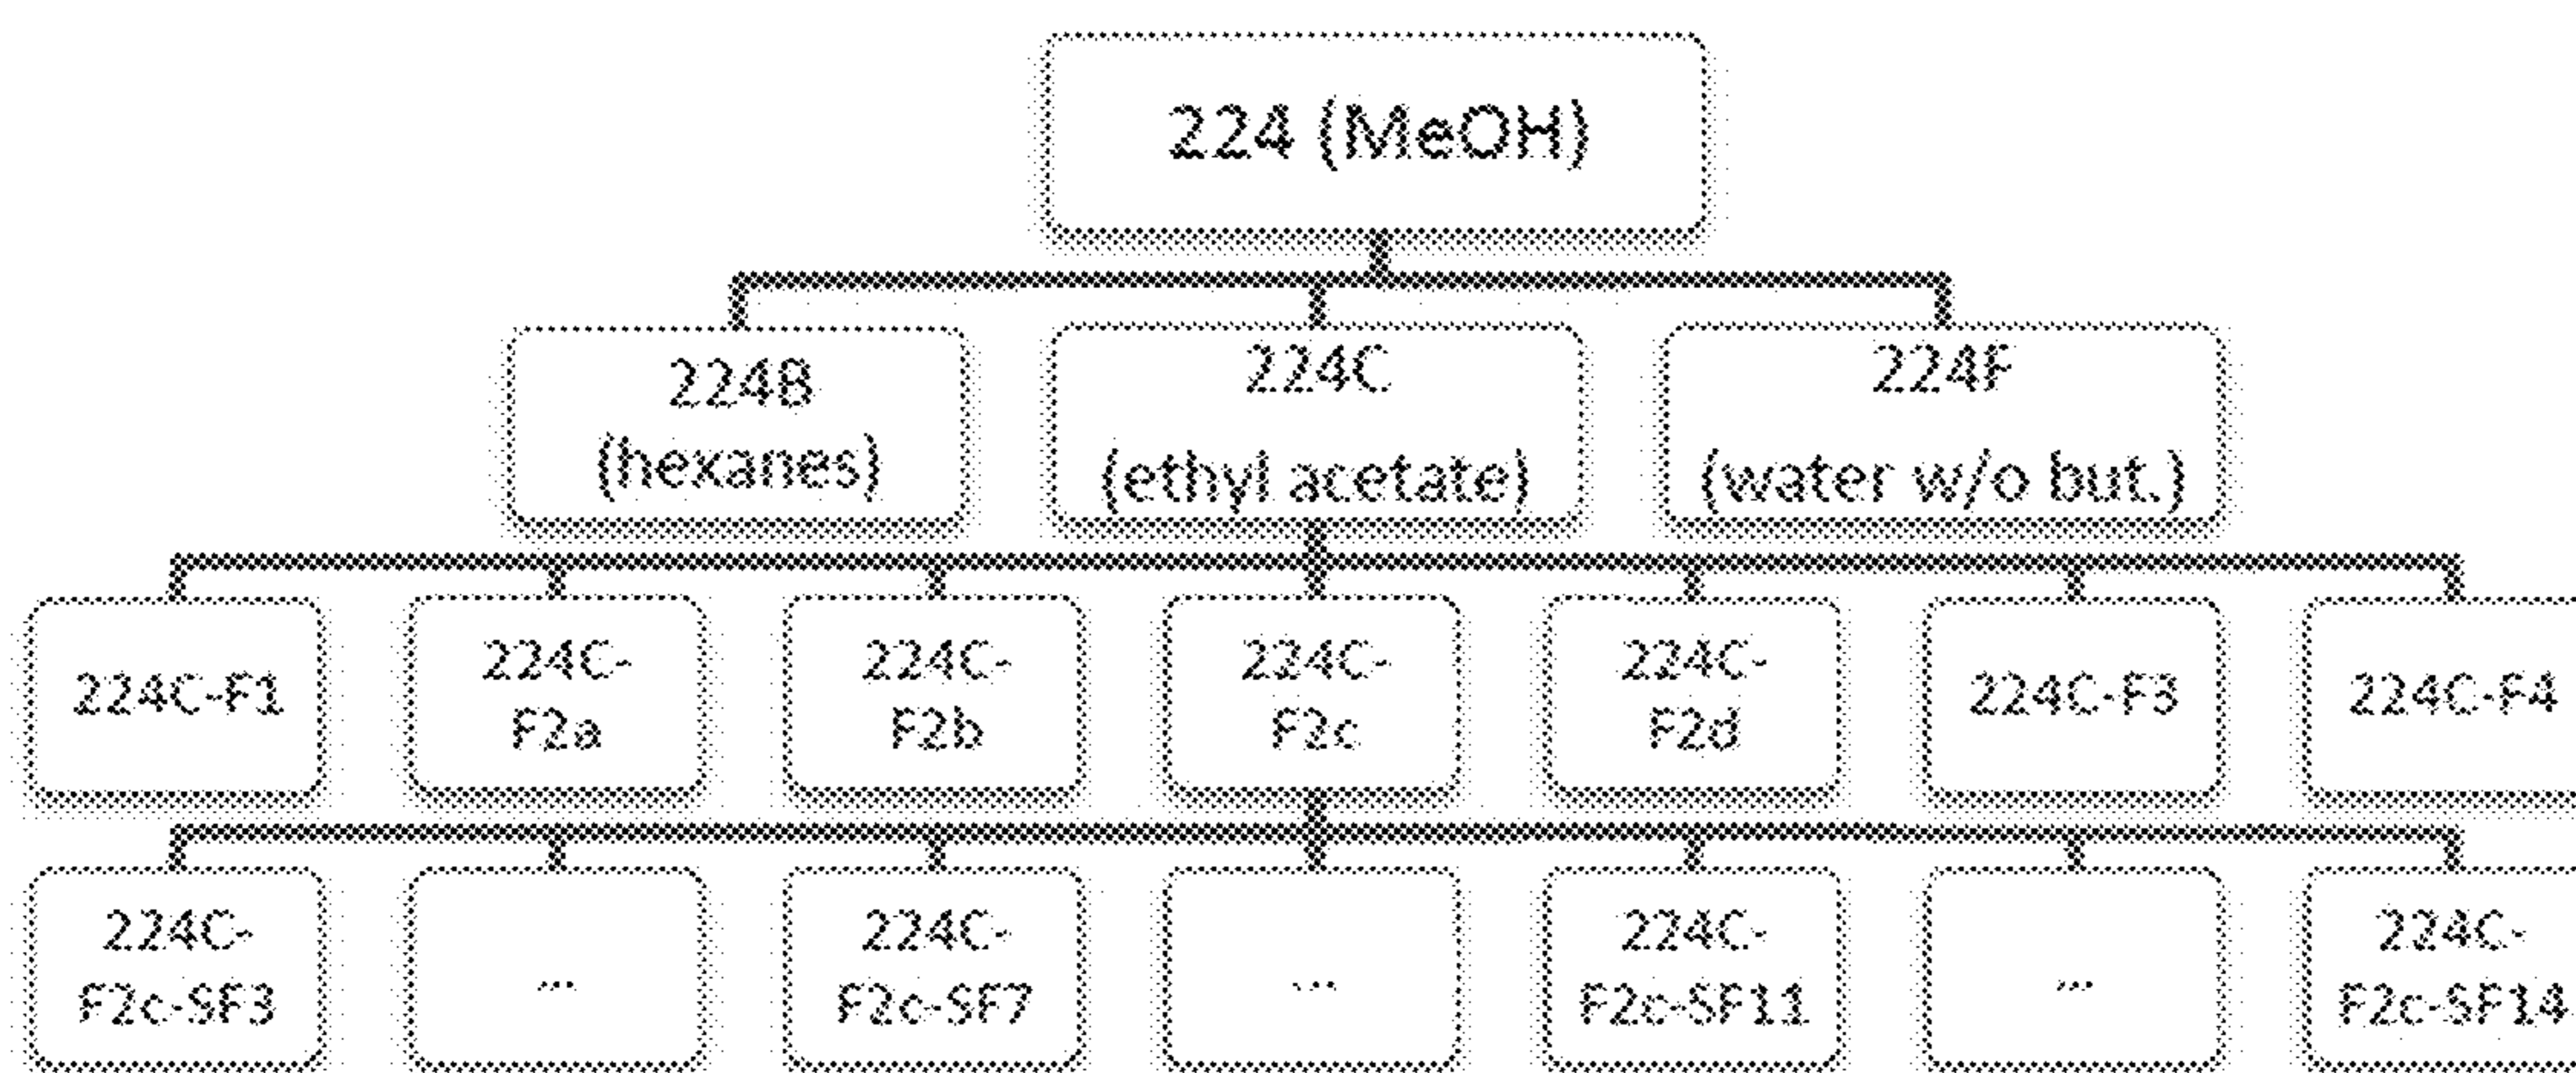 224 (MeOH)
224B
(hexanes)
224C
(ethyl acetate)
224F
(water w/o but.)
224C-F1
224C-
F2a
224C-
F2b
224C-
F2c
224C-
F2d
224C-F3
224C-F4
224C-
F2c-SF3
...
224C-
F2c-SF7
...
224C-
F2c-SF11
...
224C-
F2c-SF14